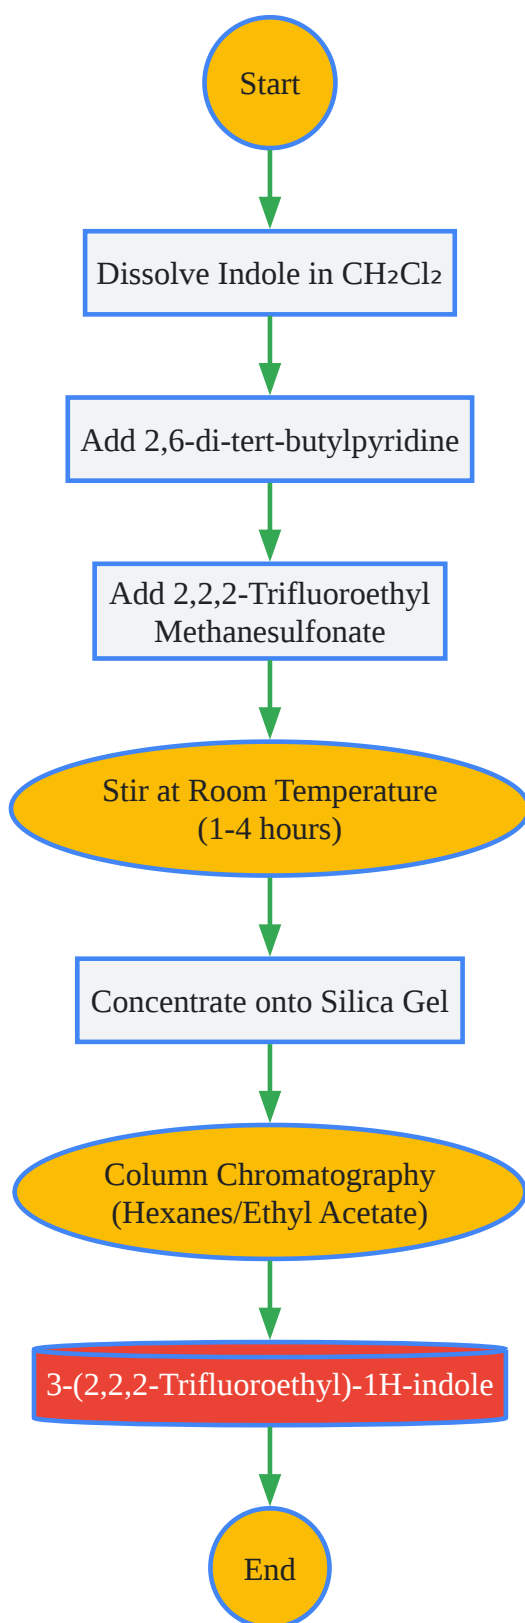 Start
Dissolve Indole in CH₂Cl₂
Add 2,6-di-tert-butylpyridine
Add 2,2,2-Trifluoroethyl
Methanesulfonate
Stir at Room Temperature
(1-4 hours)
Concentrate onto Silica Gel
Column Chromatography
(Hexanes/Ethyl Acetate)
3-(2,2,2-Trifluoroethyl)-1H-indole
End